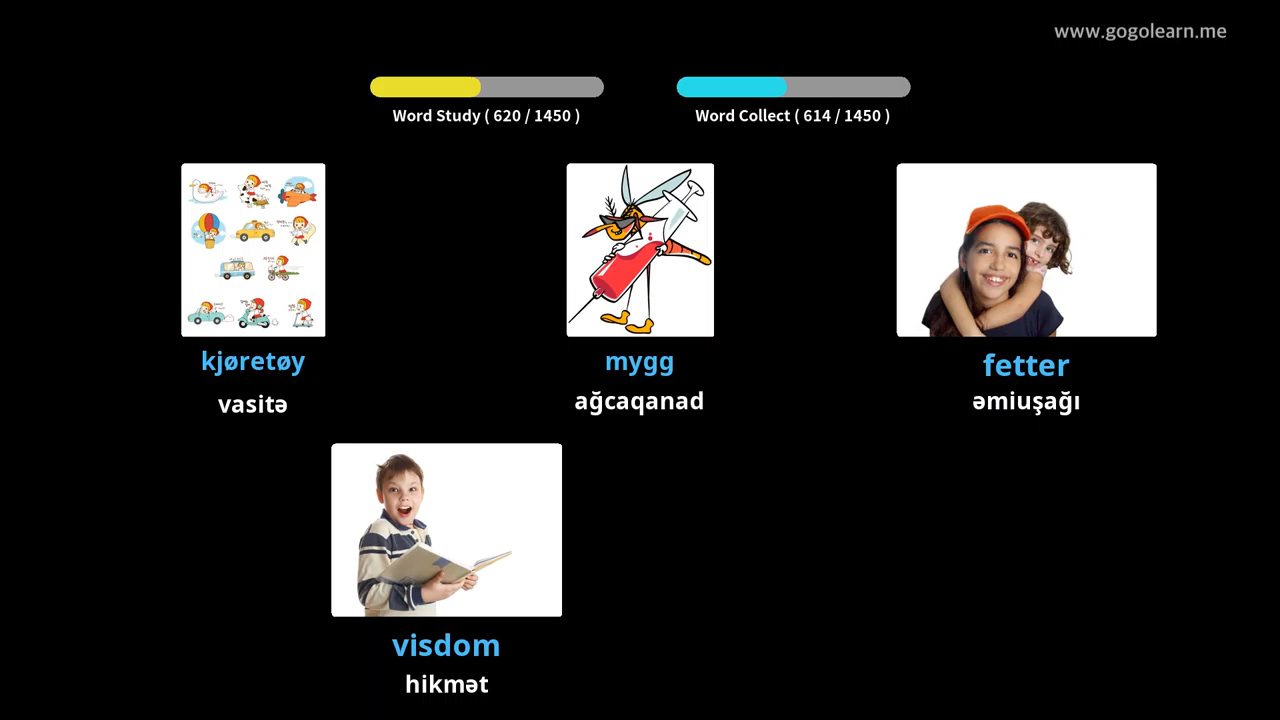 www.gogolearn.me
Word Study ( 620 / 1450 )
Word Collect ( 614 / 1450 )
kjøretøy
mygg
fetter
vasitə
ağcaqanad
əmiuşağı
visdom
hikmət